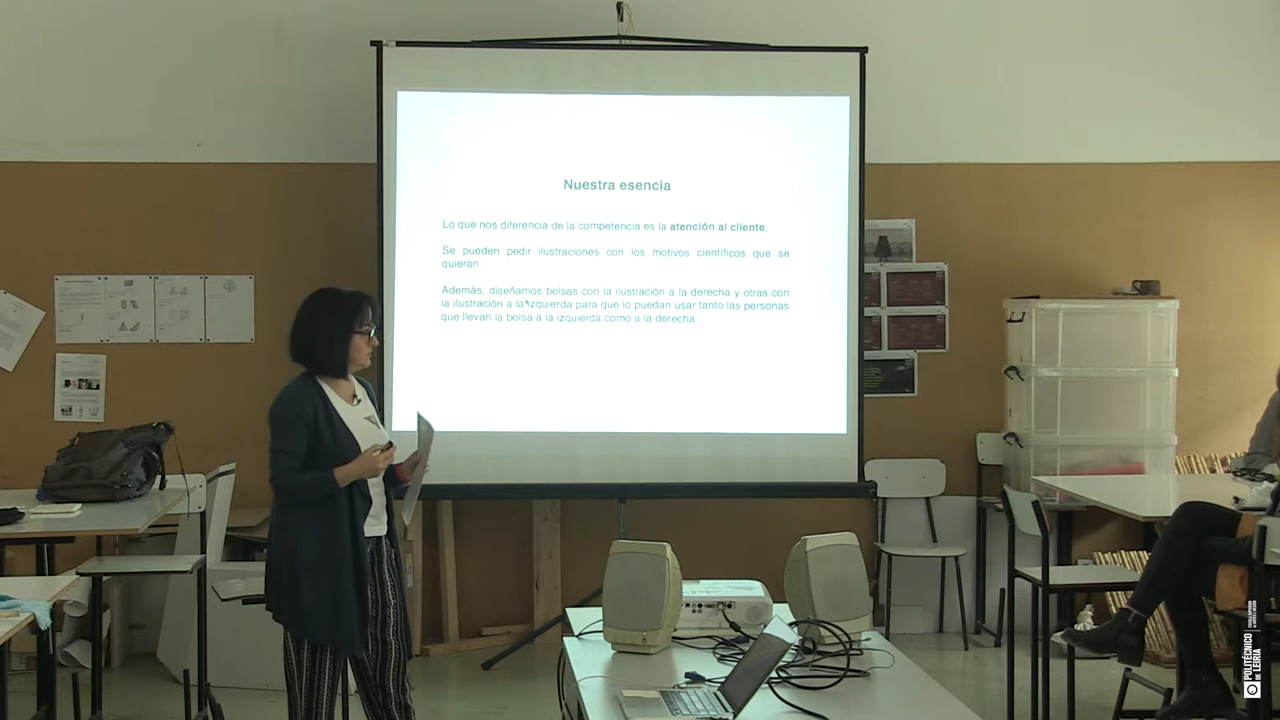 Nuestra esencia
Lo que nos diferencia de la competencia es la atención al cliente.
Se pueden pedir ilustraciones con los motivos científicos que se
quieran
Además, diseñamos bolsas con la ilustración a la derecha y otras con
la ilustración a la izquierda para que lo puedan usar tanto las personas
que llevan la bolsa a la izquierda como a la derecha.
POLITÉCNICO
DE LEIRIA